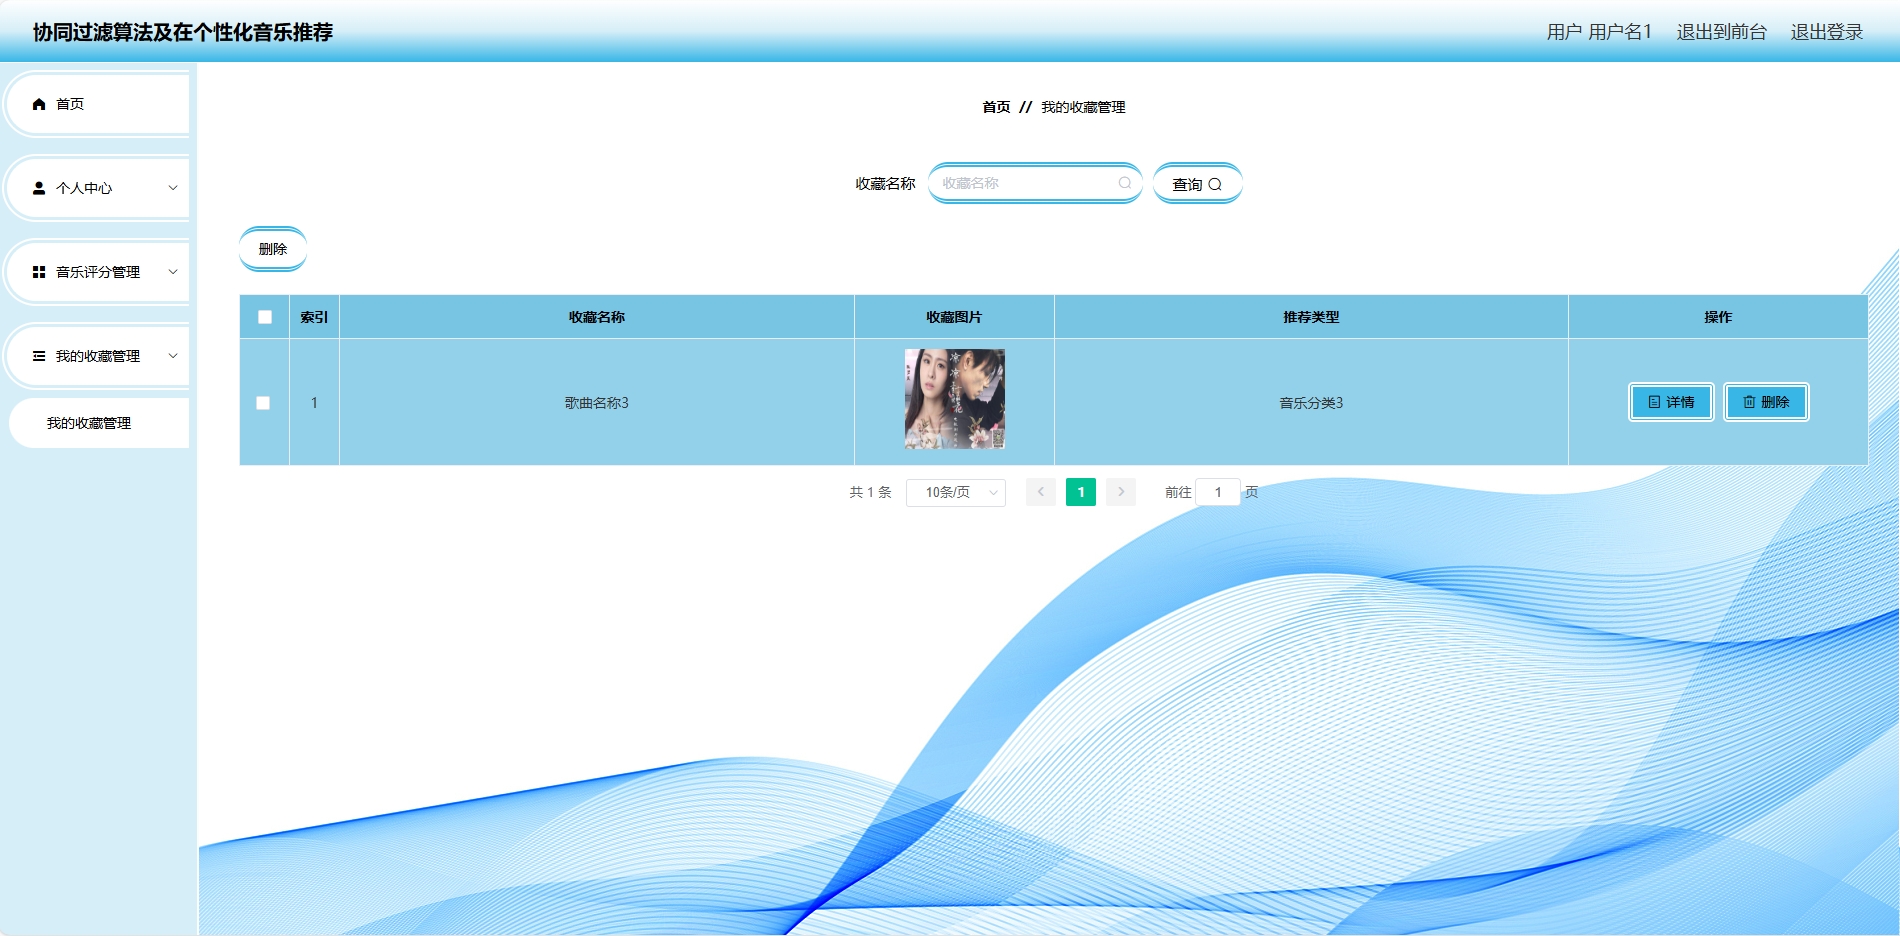 协同过滤算法及在个性化音乐推荐
用户 用户名1 退出到前台 退出登录
首页
个人中心
音乐评分管理
我的收藏管理
我的收藏管理
首页 // 我的收藏管理
收藏名称 收藏名称 查询
删除
索引 收藏名称 收藏图片 推荐类型 操作
1 歌曲名称3 音乐分类3 详情 删除
凉凉
共 1 条 10条/页 1 前往 1 页